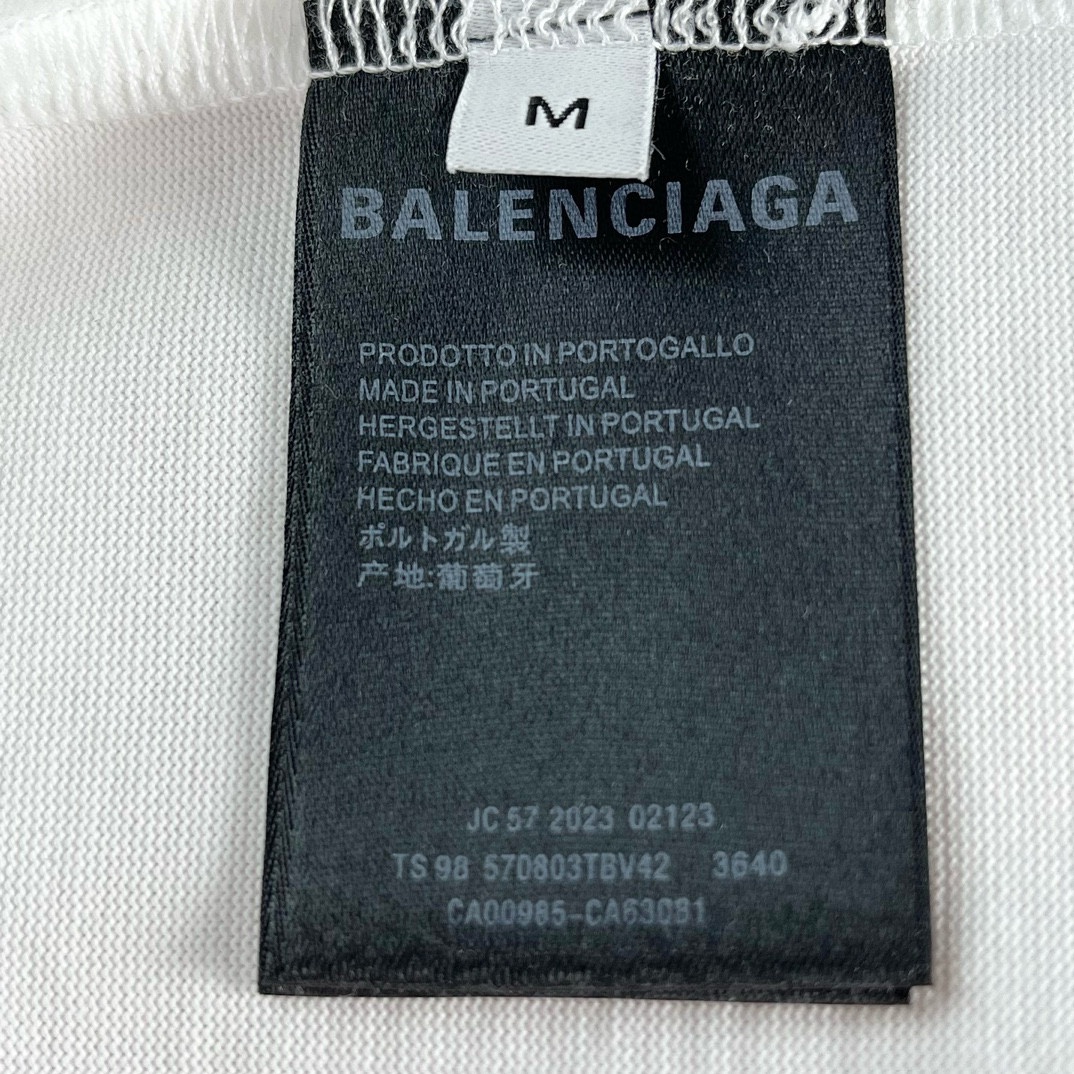 M
BALENCIAGA
PRODOTTO IN PORTOGALLO
MADE IN PORTUGAL
HERGESTELLT IN PORTUGAL
FABRIQUE EN PORTUGAL
HECHO EN PORTUGAL
ポルトガル製
产地:葡萄牙
JC 57 2023 02123
TS 98 570803TBV42 3640
CA00985-CA63081